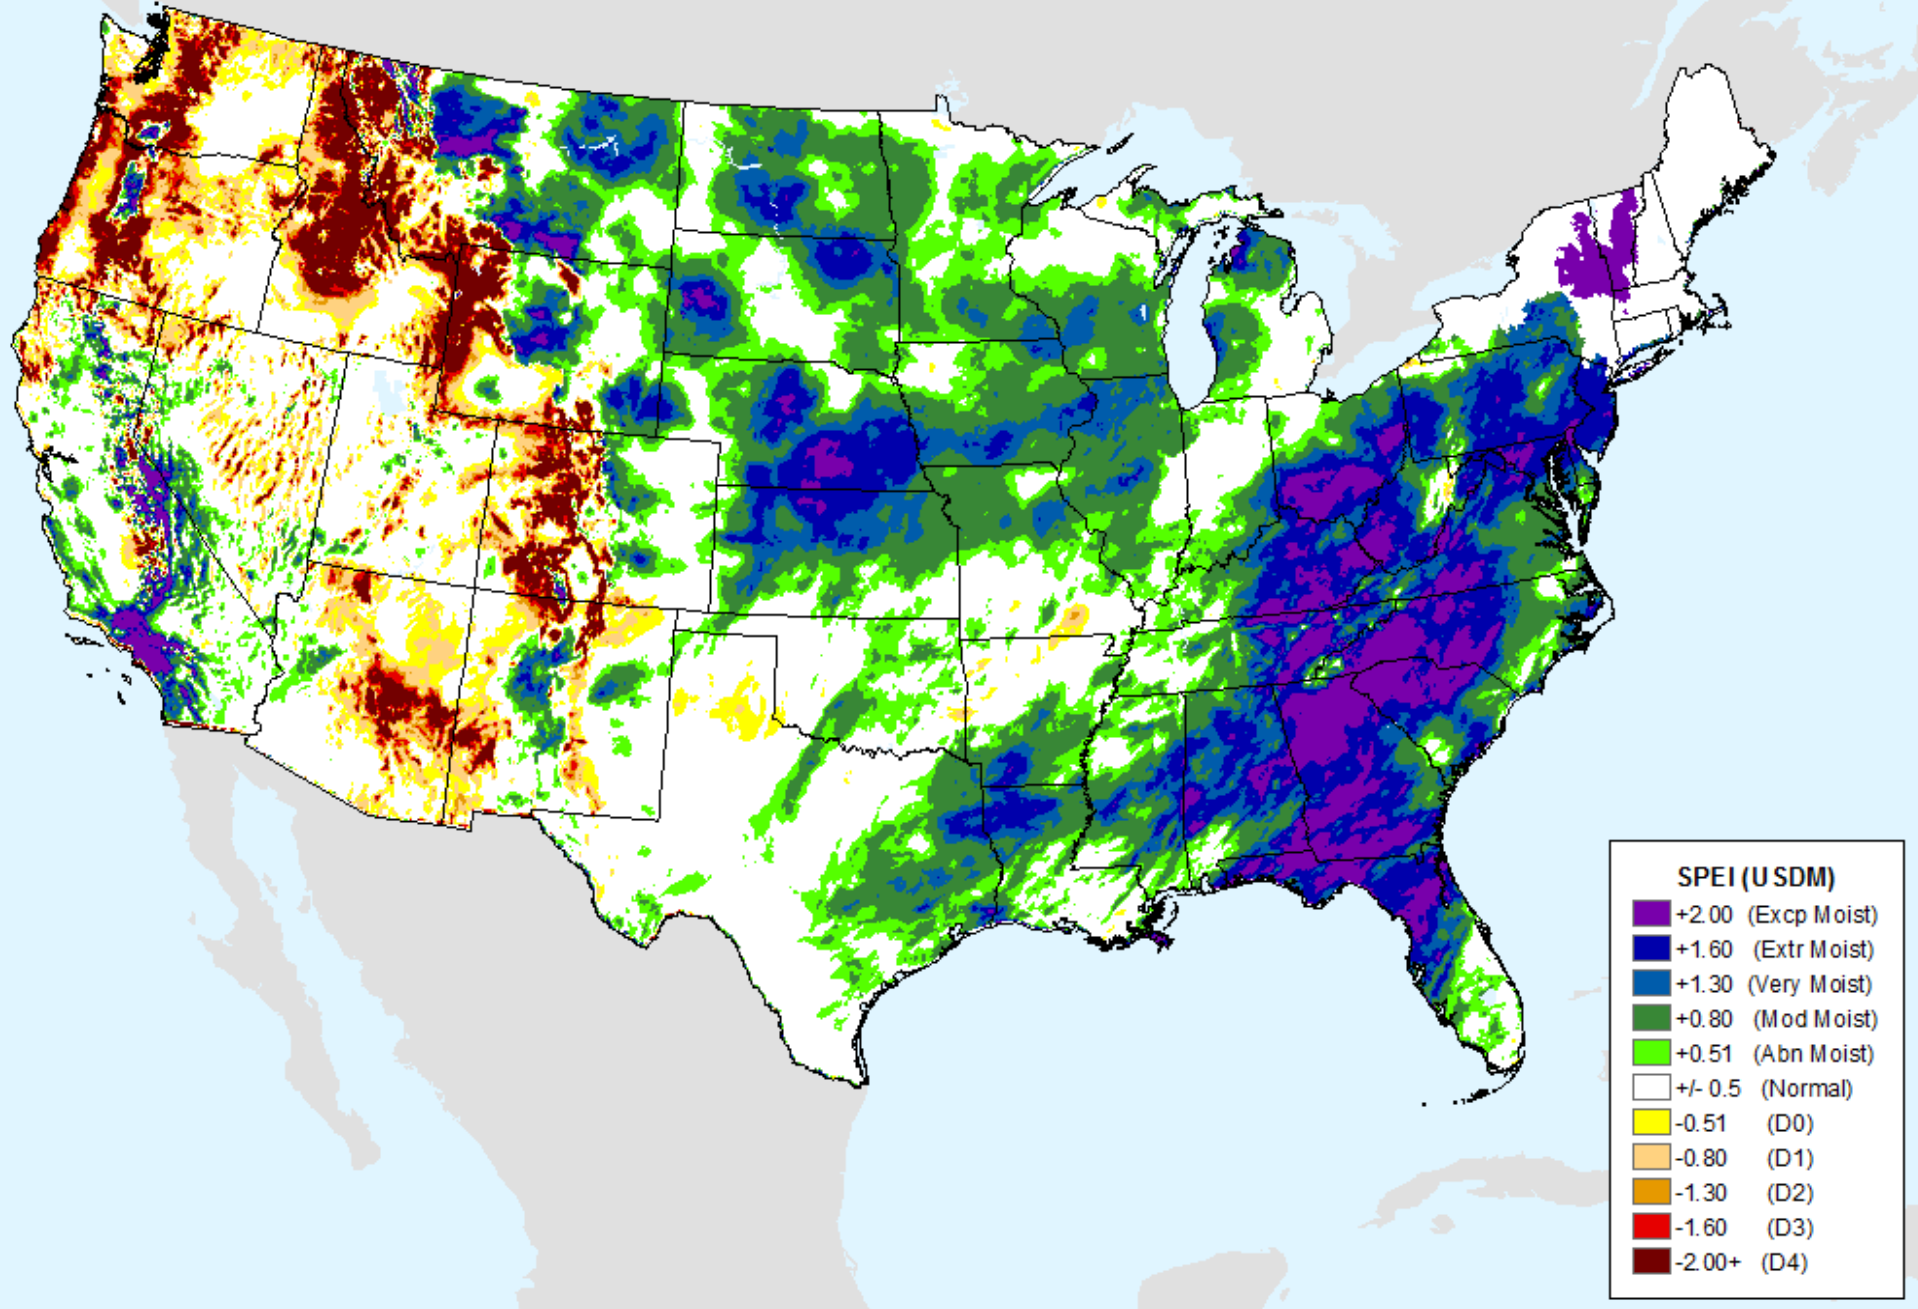 SPEI (USDM)
+2.00 (Excp Moist)
+1.60 (Extr Moist)
+1.30 (Very Moist)
+0.80 (Mod Moist)
+0.51 (Abn Moist)
+/- 0.5 (Normal)
-0.51 (D0)
-0.80 (D1)
-1.30 (D2)
-1.60 (D3)
-2.00+ (D4)